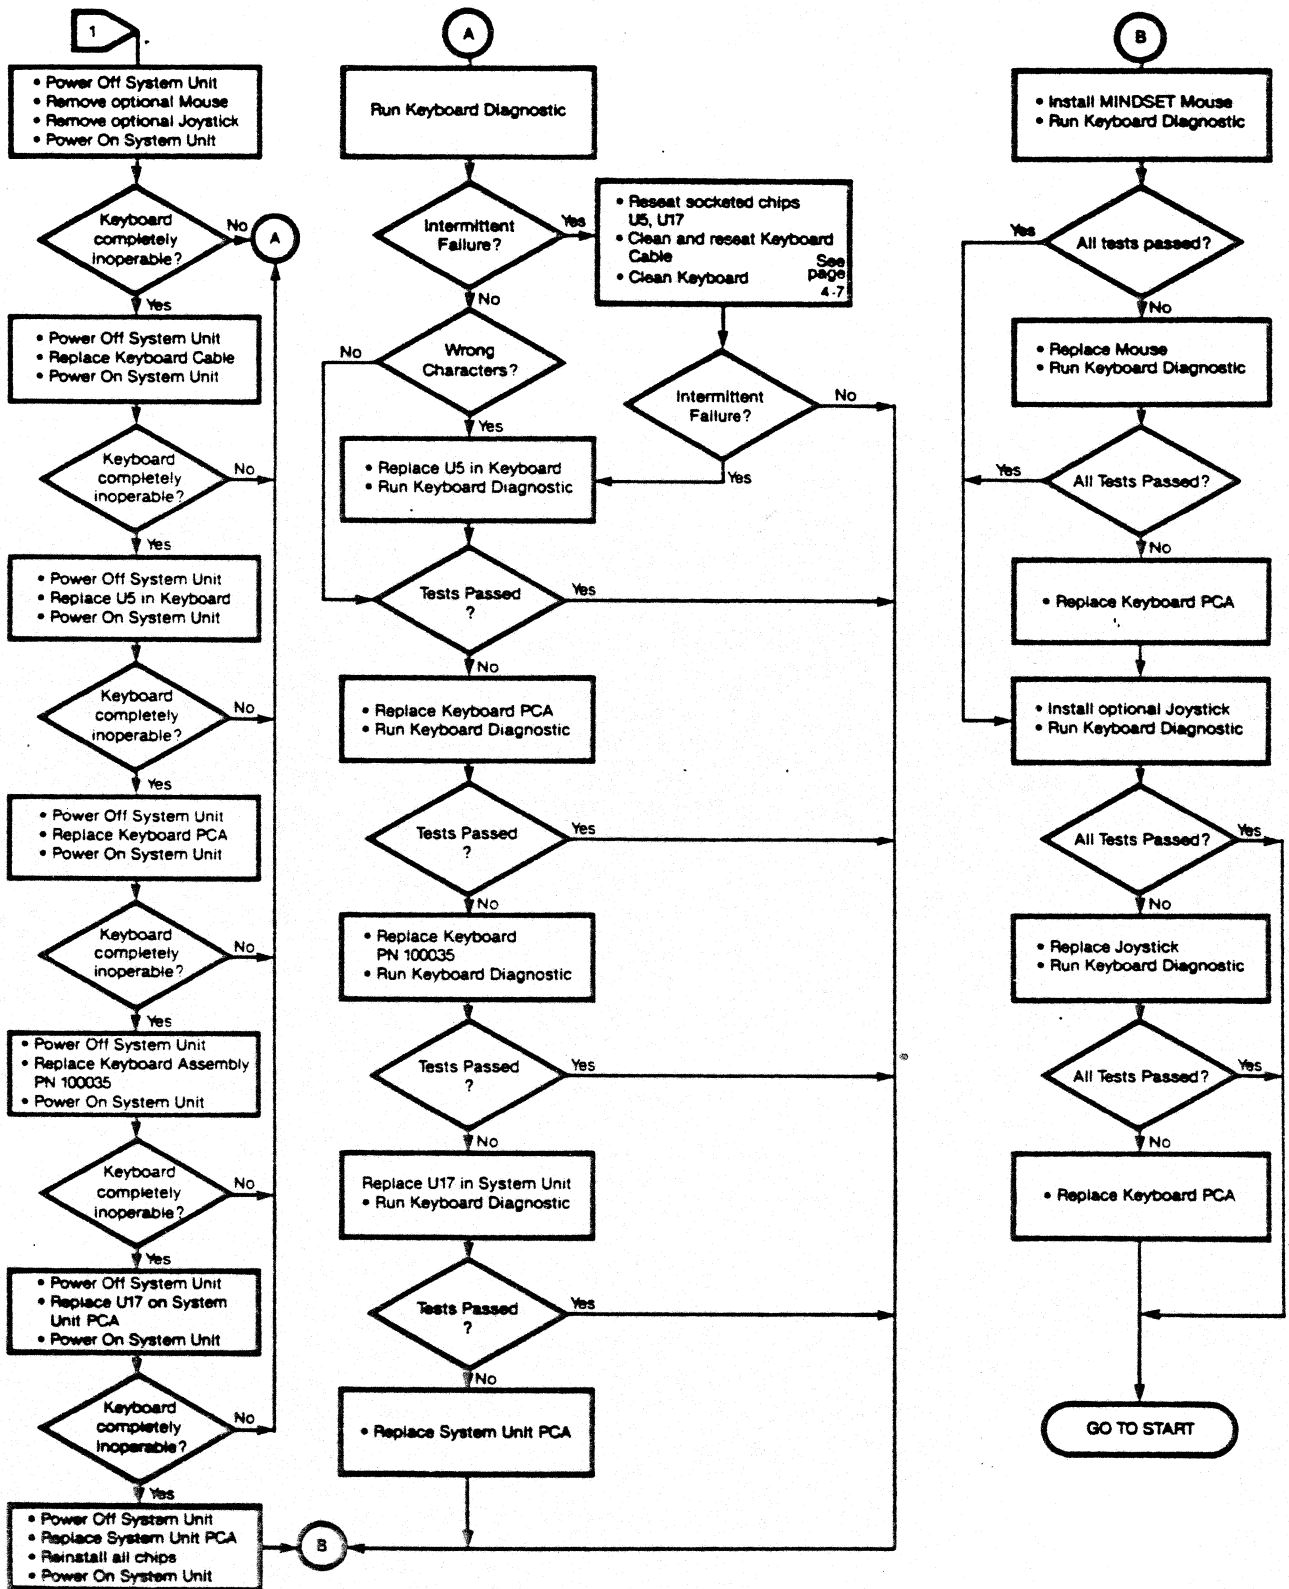 1
• Power Off System Unit
• Remove optional Mouse
• Remove optional Joystick
• Power On System Unit
Keyboard
completely
inoperable?
No
A
Yes
• Power Off System Unit
• Replace Keyboard Cable
• Power On System Unit
Keyboard
completely
inoperable?
No
Yes
• Power Off System Unit
• Replace U5 in Keyboard
• Power On System Unit
Keyboard
completely
inoperable?
No
Yes
• Power Off System Unit
• Replace Keyboard PCA
• Power On System Unit
Keyboard
completely
inoperable?
No
Yes
• Power Off System Unit
• Replace Keyboard Assembly
PN 100035
• Power On System Unit
Keyboard
completely
inoperable?
No
Yes
• Power Off System Unit
• Replace U17 on System
Unit PCA
• Power On System Unit
Keyboard
completely
inoperable?
No
Yes
• Power Off System Unit
• Replace System Unit PCA
• Reinstall all chips
• Power On System Unit
B
A
Run Keyboard Diagnostic
Intermittent
Failure?
Yes
• Reseat socketed chips
U5, U17
• Clean and reseat Keyboard
Cable
• Clean Keyboard
See
page
4-7
No
Wrong
Characters?
No
Intermittent
Failure?
No
Yes
Yes
• Replace U5 in Keyboard
• Run Keyboard Diagnostic
Tests Passed
?
Yes
No
• Replace Keyboard PCA
• Run Keyboard Diagnostic
Tests Passed
?
Yes
No
• Replace Keyboard
PN 100035
• Run Keyboard Diagnostic
Tests Passed
?
Yes
No
Replace U17 in System Unit
• Run Keyboard Diagnostic
Tests Passed
?
Yes
No
• Replace System Unit PCA
B
• Install MINDSET Mouse
• Run Keyboard Diagnostic
Yes
All tests passed?
No
• Replace Mouse
• Run Keyboard Diagnostic
Yes
All Tests Passed?
No
• Replace Keyboard PCA
• Install optional Joystick
• Run Keyboard Diagnostic
All Tests Passed?
Yes
No
• Replace Joystick
• Run Keyboard Diagnostic
All Tests Passed?
Yes
No
• Replace Keyboard PCA
GO TO START